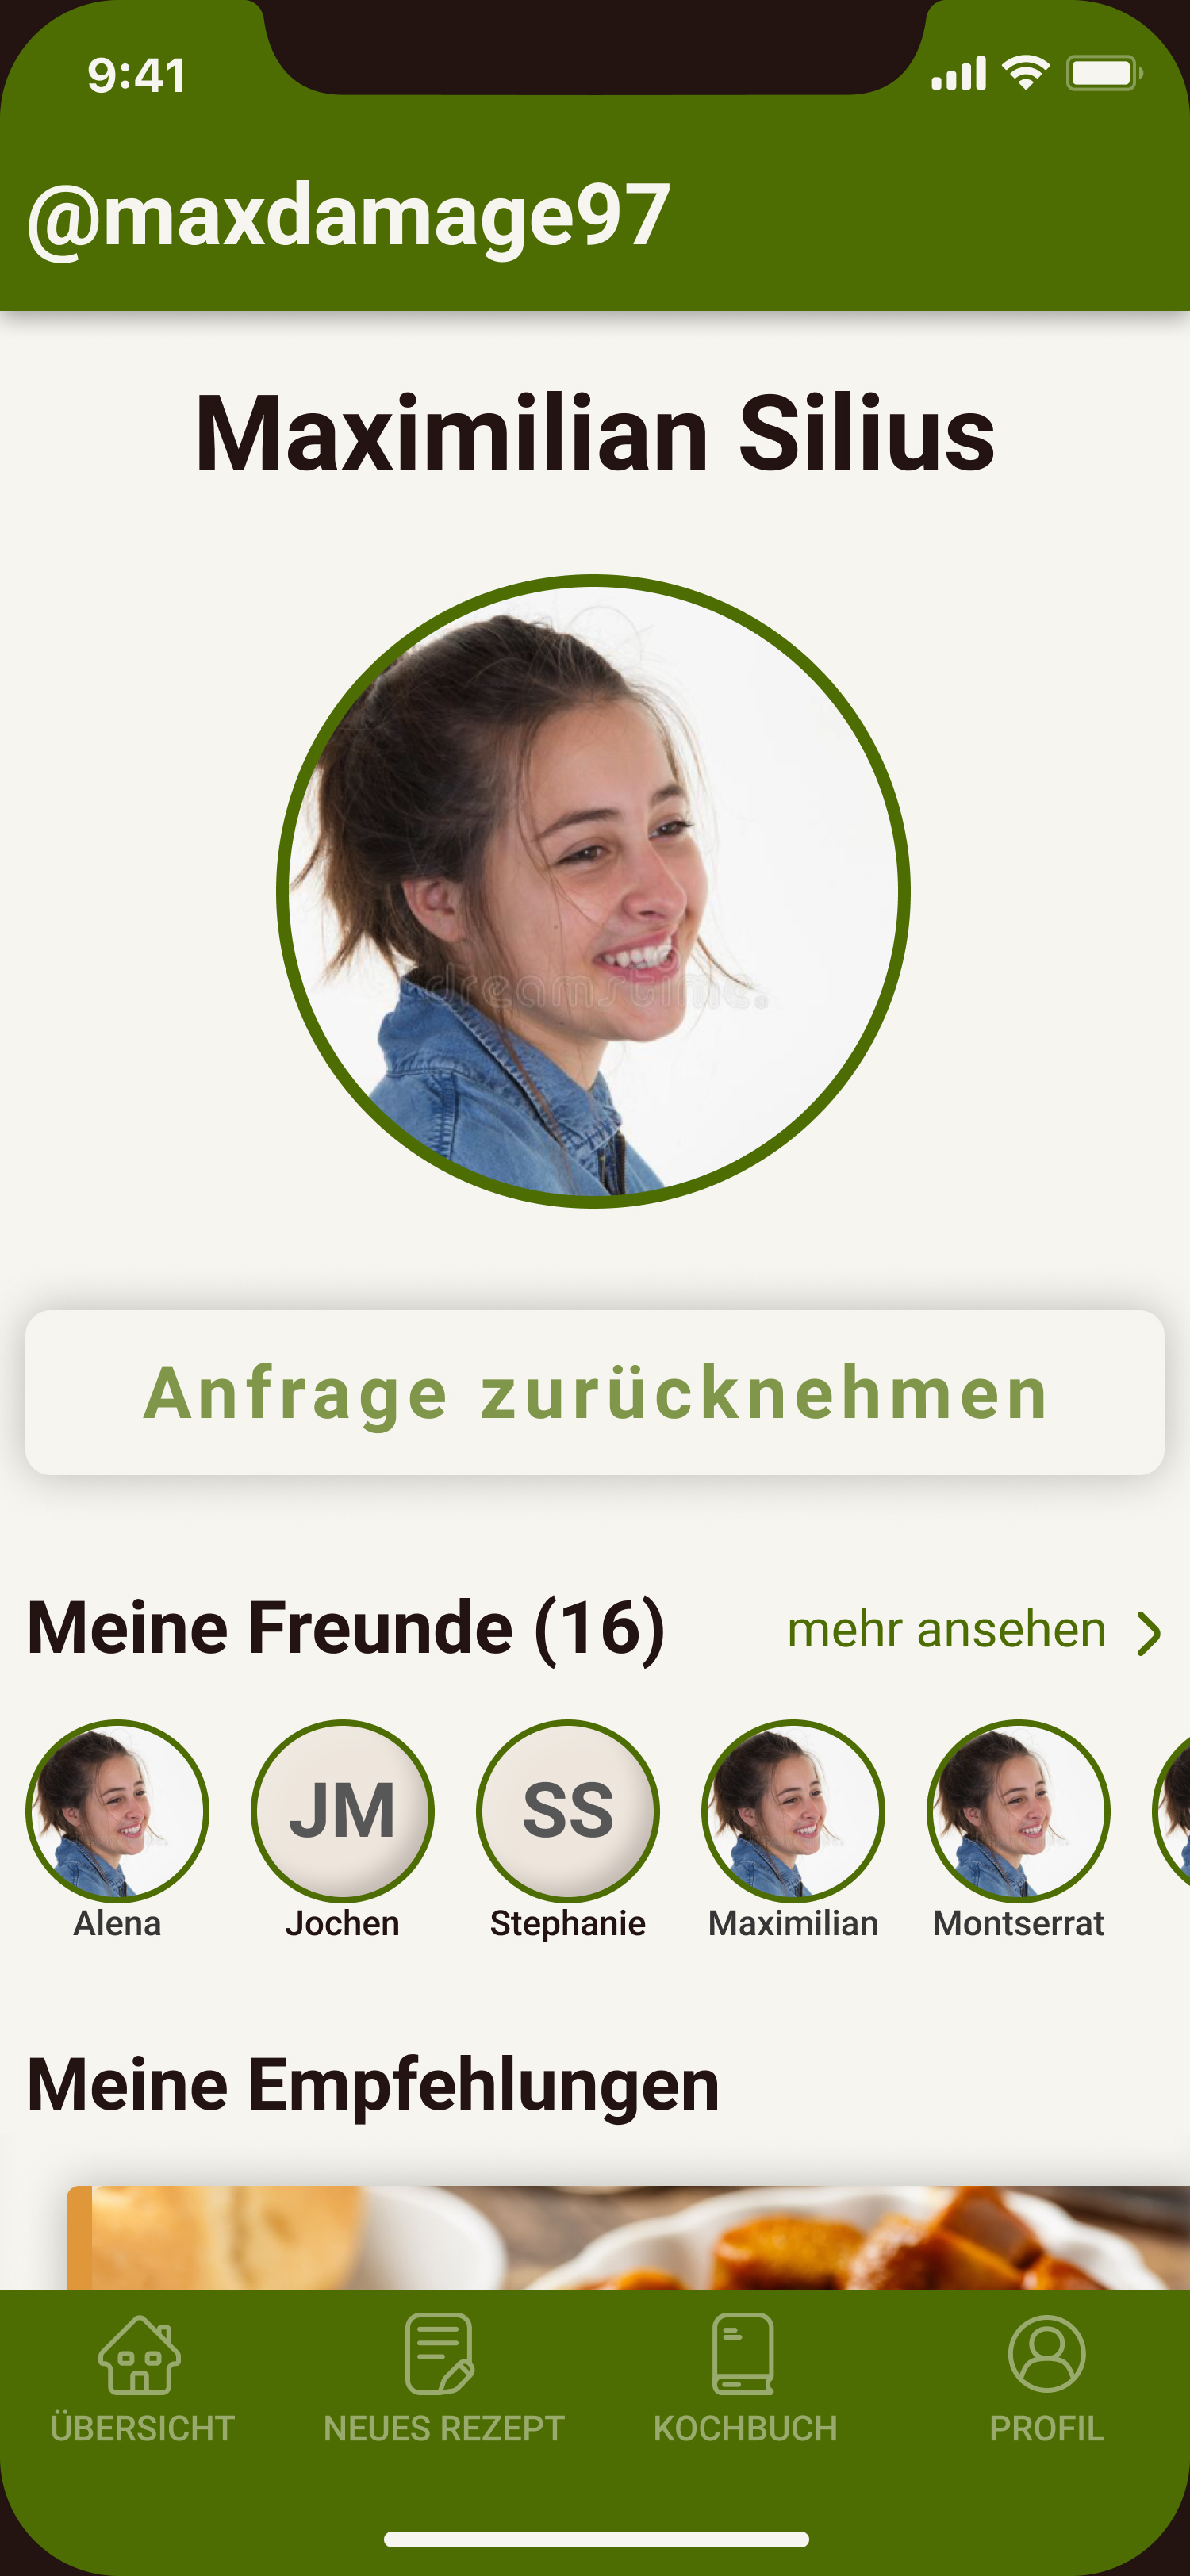 9:41
@maxdamage97
Maximilian Silius
dreamstime.
Anfrage zurücknehmen
Meine Freunde (16)
mehr ansehen
JM
SS
Alena
Jochen
Stephanie
Maximilian
Montserrat
Meine Empfehlungen
ÜBERSICHT
NEUES REZEPT
KOCHBUCH
PROFIL